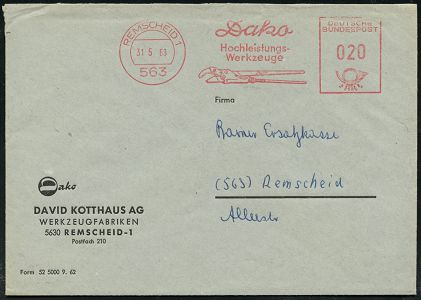 REMSCHEID 1
31.5.63
563
Dako
Hochleistungs-
Werkzeuge
DEUTSCHE
BUNDESPOST
020
Firma
Barmer Ersatzkasse
(563) Remscheid
Alleestr
Dako
DAVID KOTTHAUS AG
WERKZEUGFABRIKEN
5630 REMSCHEID-1
Postfach 210
Form 52 5000 9. 62